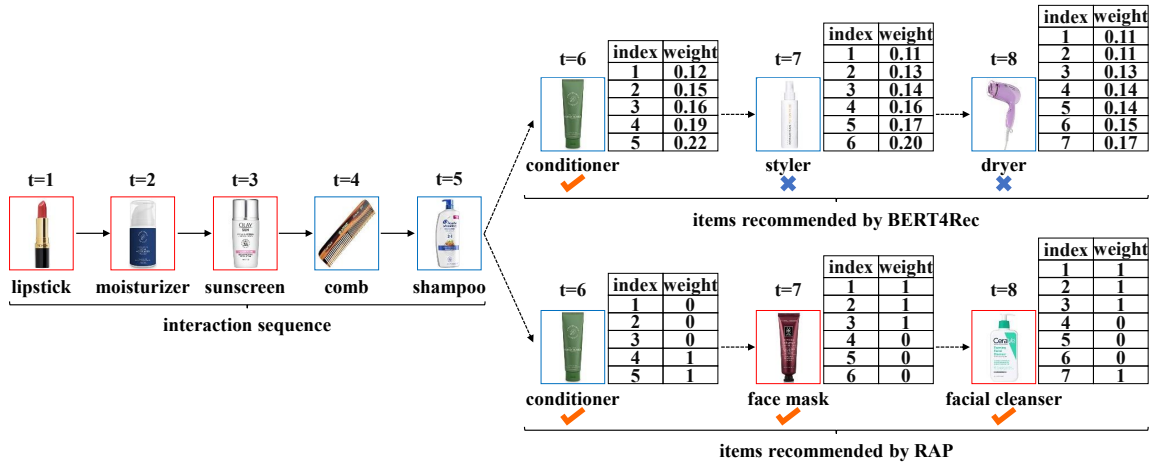 t=6
index weight
1 0.12
2 0.15
3 0.16
4 0.19
5 0.22
conditioner
t=7
index weight
1 0.11
2 0.13
3 0.14
4 0.16
5 0.17
6 0.20
styler
t=8
index weight
1 0.11
2 0.11
3 0.13
4 0.14
5 0.14
6 0.15
7 0.17
dryer
items recommended by BERT4Rec
t=1 t=2 t=3 t=4 t=5
OLAY
lipstick moisturizer sunscreen comb shampoo
interaction sequence
t=6
index weight
1 0
2 0
3 0
4 1
5 1
conditioner
t=7
index weight
1 1
2 1
3 1
4 0
5 0
6 0
face mask
t=8
index weight
1 1
2 1
3 1
4 0
5 0
6 0
7 1
CeraVe
facial cleanser
items recommended by RAP